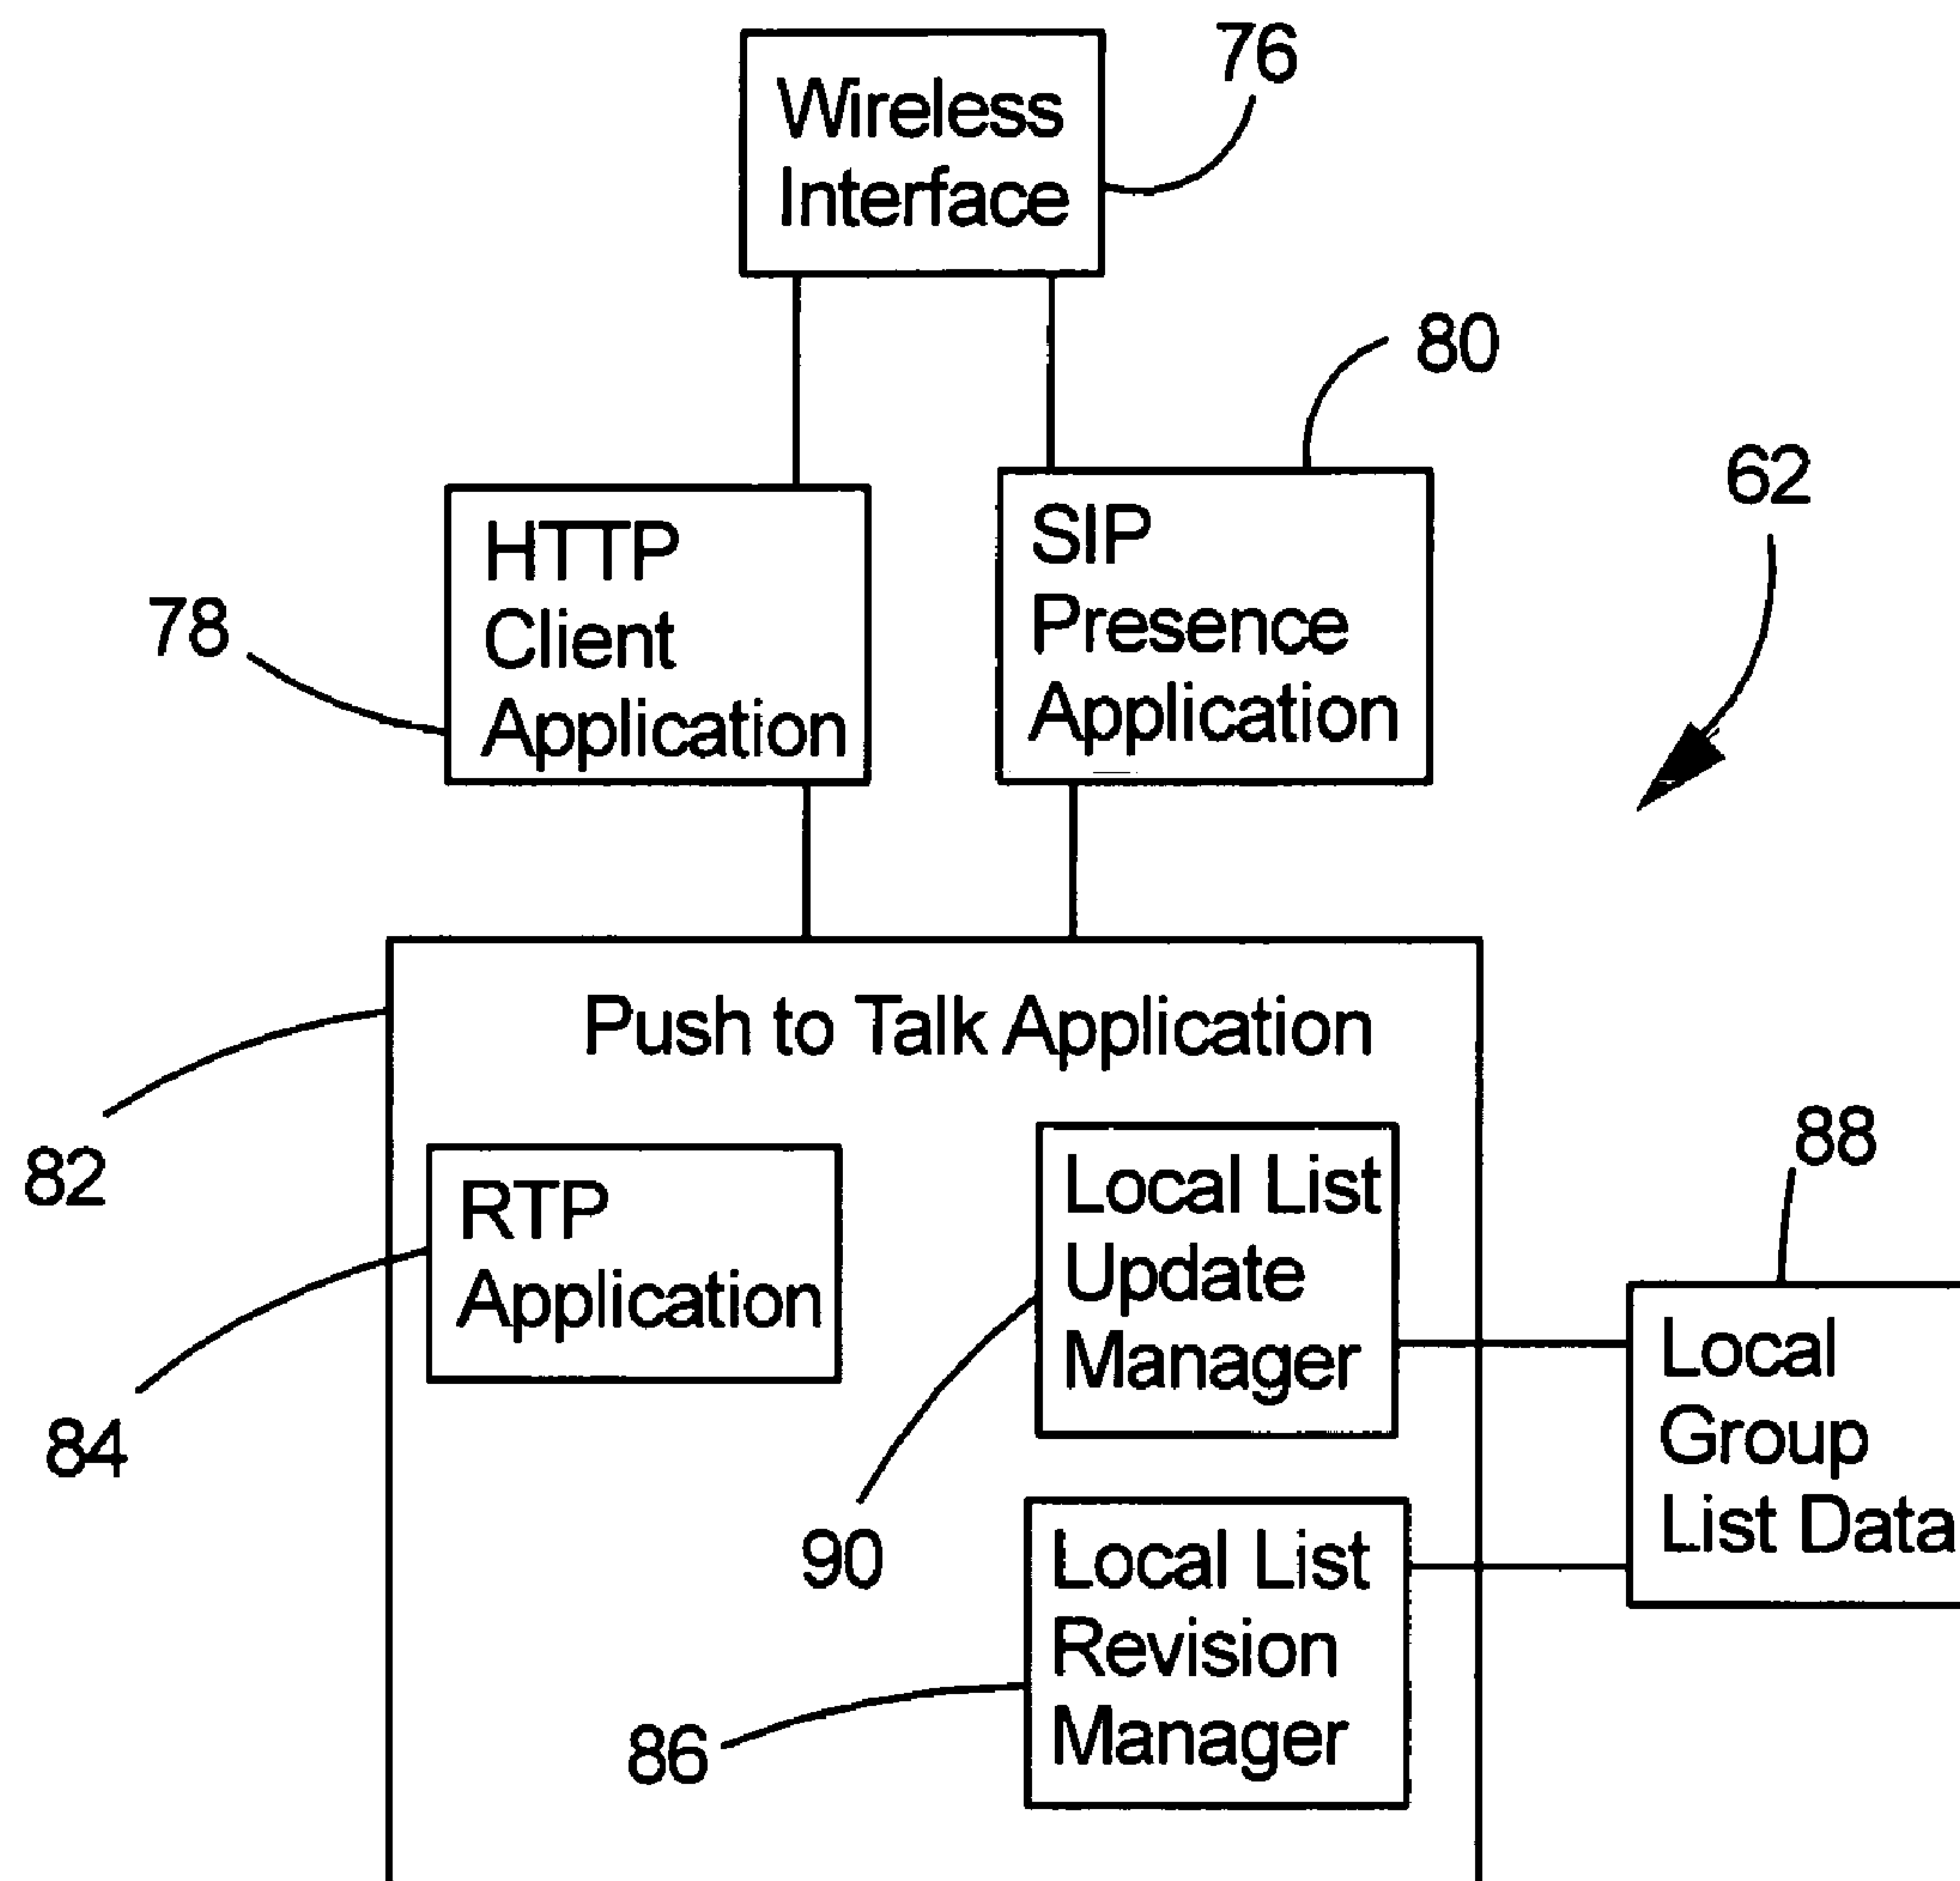 76
Wireless
Interface
80
62
HTTP
Client
Application
SIP
Presence
Application
78
Push to Talk Application
82
RTP
Application
84
Local List
Update
Manager
88
Local
Group
List Data
90
Local List
Revision
Manager
86